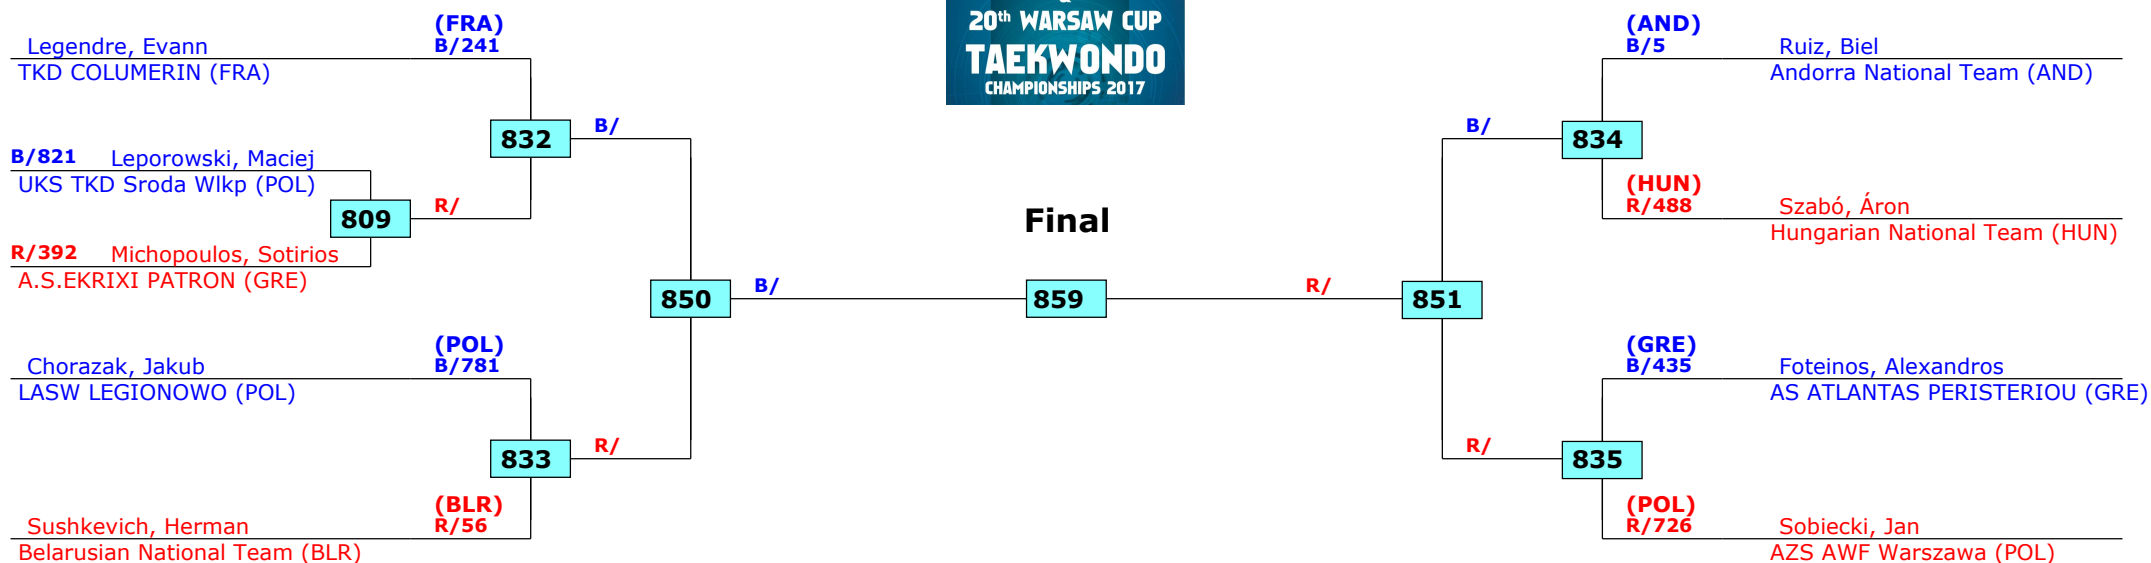 20th WARSAW CUP
TAEKWONDO
CHAMPIONSHIPS 2017
(FRA)
Legendre, Evann B/241
TKD COLUMERIN (FRA)
832
B/
B/821 Leporowski, Maciej
UKS TKD Sroda Wlkp (POL)
809
R/
R/392 Michopoulos, Sotirios
A.S.EKRIXI PATRON (GRE)
850
B/
(POL)
Chorazak, Jakub B/781
LASW LEGIONOWO (POL)
833
R/
(BLR)
Sushkevich, Herman R/56
Belarusian National Team (BLR)
Final
859
(AND)
B/5 Ruiz, Biel
Andorra National Team (AND)
B/
834
(HUN)
R/488 Szabó, Áron
Hungarian National Team (HUN)
R/
851
(GRE)
B/435 Foteinos, Alexandros
AS ATLANTAS PERISTERIOU (GRE)
R/
835
(POL)
R/726 Sobiecki, Jan
AZS AWF Warszawa (POL)